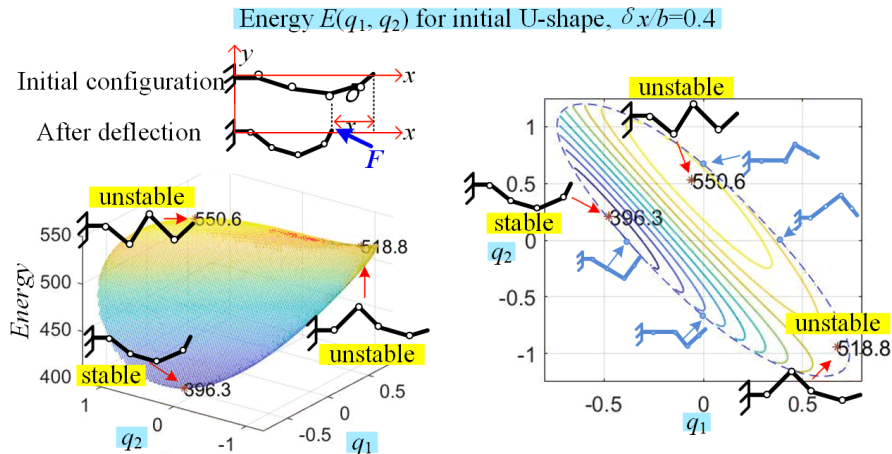 Energy E(q1, q2) for initial U-shape, δx/b=0.4
y
Initial configuration
x
After deflection
x
x
F
unstable
550.6
518.8
550
500
450
400
Energy
stable
396.3
unstable
1
0
-1
q2
-0.5
0
0.5
q1
unstable
1
0.5
0
-0.5
-1
q2
550.6
stable
396.3
unstable
518.8
-0.5
0
0.5
q1